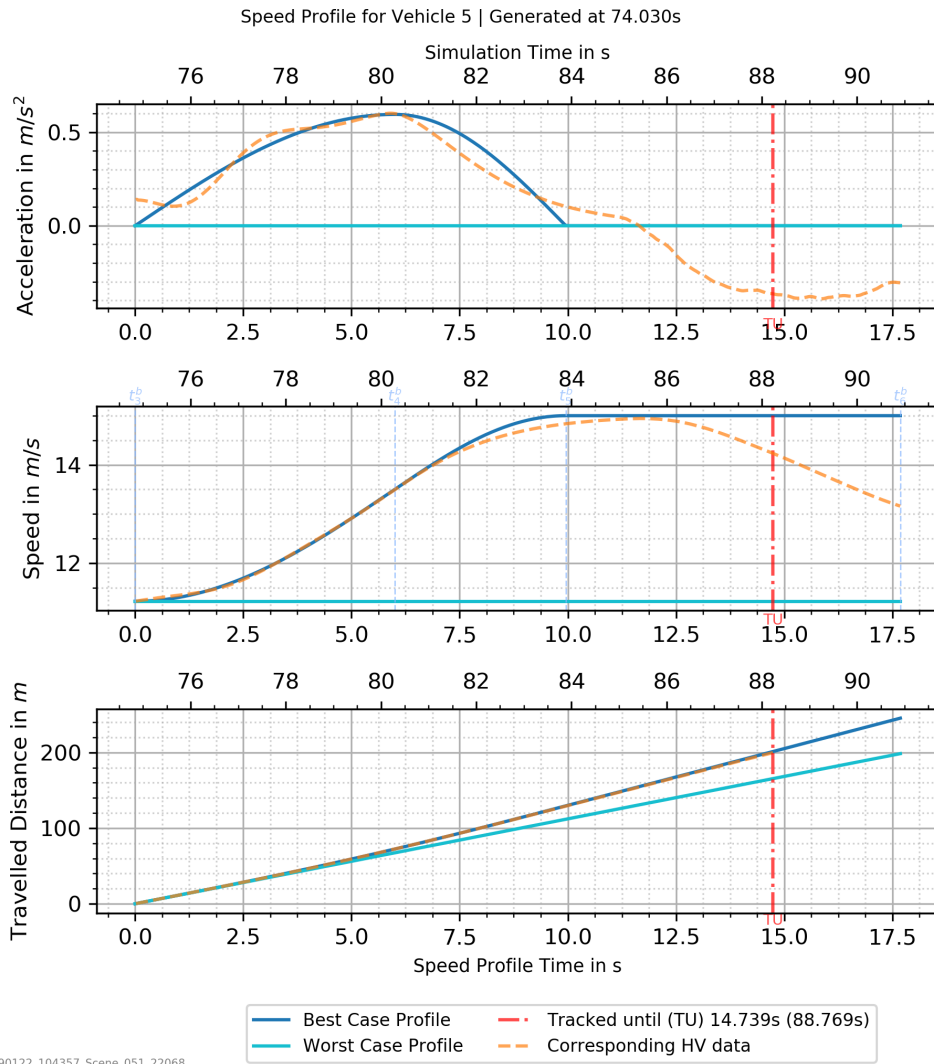 Speed Profile for Vehicle 5 | Generated at 74.030s
Simulation Time in s
76 78 80 82 84 86 88 90
Acceleration in m/s²
0.5
0.0
TU
0.0 2.5 5.0 7.5 10.0 12.5 15.0 17.5
76 78 80 82 84 86 88 90
Speed in m/s
14
12
TU
0.0 2.5 5.0 7.5 10.0 12.5 15.0 17.5
76 78 80 82 84 86 88 90
Travelled Distance in m
200
100
0
TU
0.0 2.5 5.0 7.5 10.0 12.5 15.0 17.5
Speed Profile Time in s
Best Case Profile
Worst Case Profile
Tracked until (TU) 14.739s (88.769s)
Corresponding HV data
90122_104357_Scene_051_22068